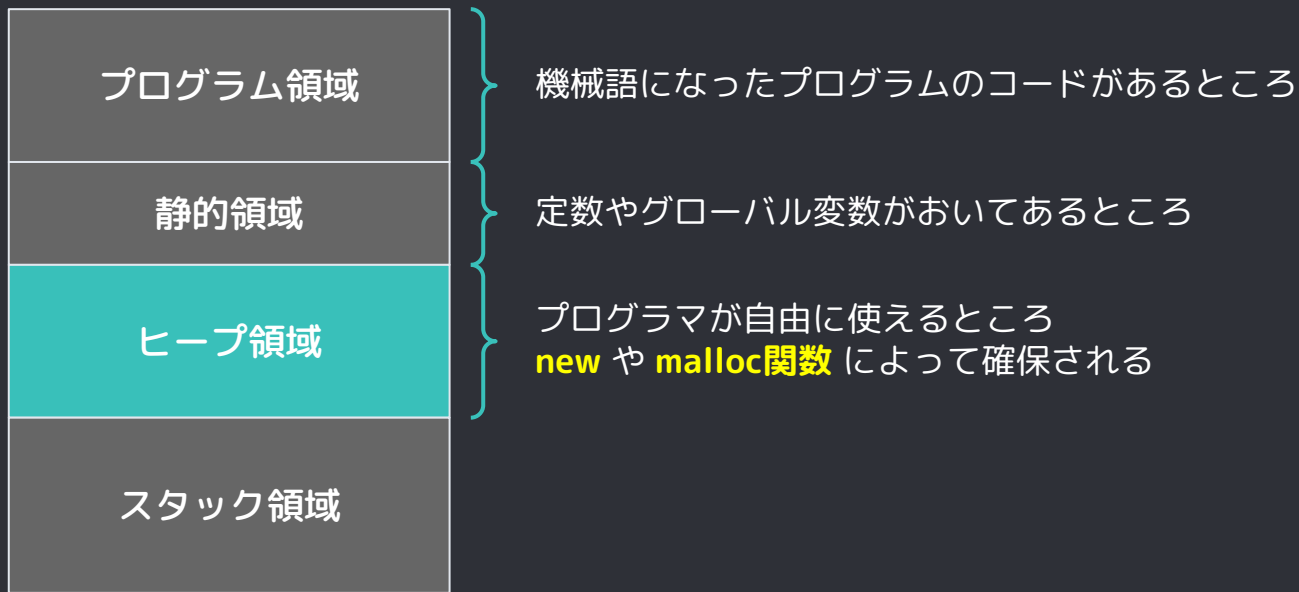 プログラム領域
機械語になったプログラムのコードがあるところ
静的領域
定数やグローバル変数がおいてあるところ
ヒープ領域
プログラマが自由に使えるところ
new や malloc関数 によって確保される
スタック領域